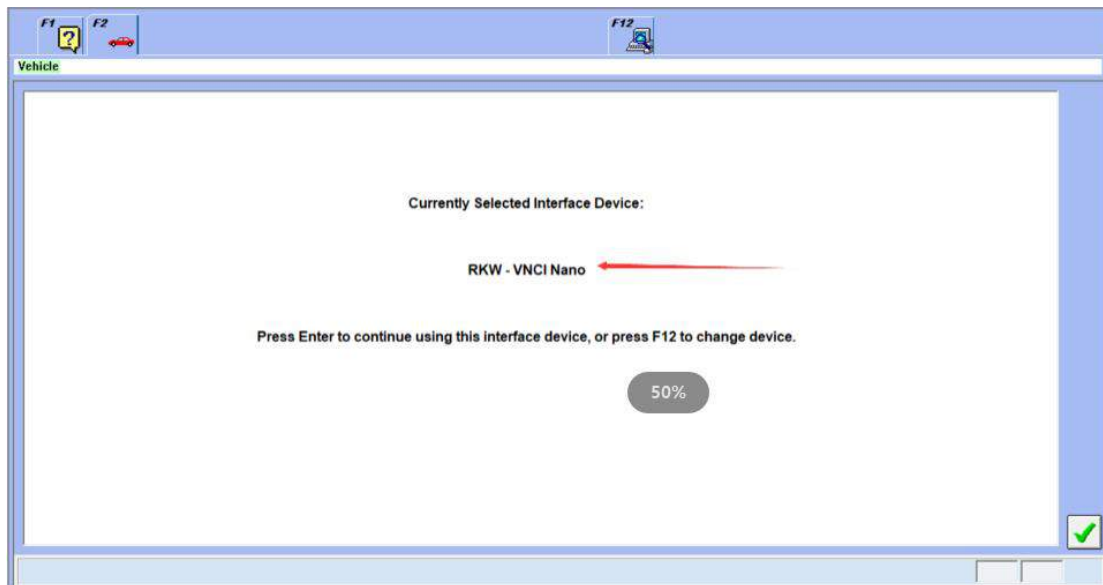 F1
F2
F12
Vehicle
Currently Selected Interface Device:
RKW - VNCI Nano
Press Enter to continue using this interface device, or press F12 to change device.
50%